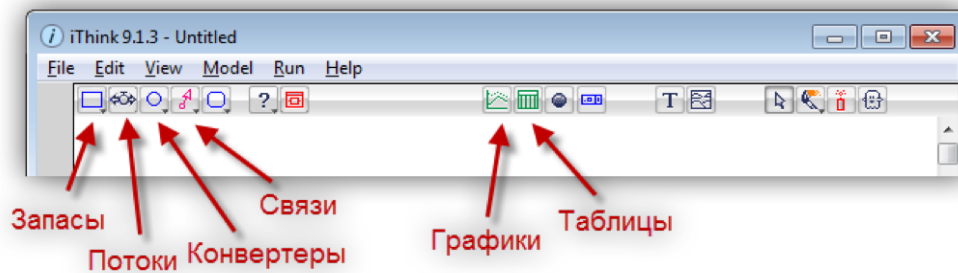 iThink 9.1.3 - Untitled
File Edit View Model Run Help
? T
Запасы
Потоки
Конвертеры
Связи
Графики
Таблицы